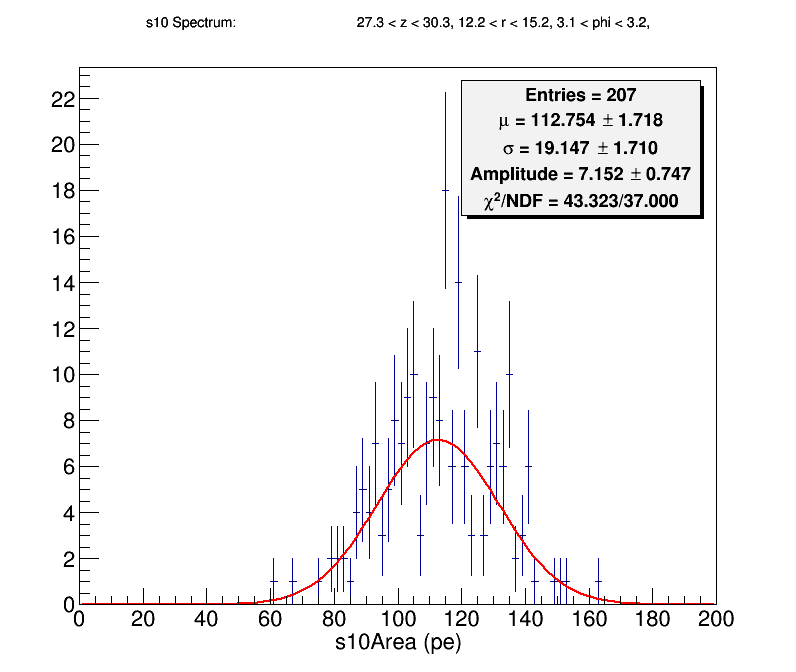 s10 Spectrum: 27.3 < z < 30.3, 12.2 < r < 15.2, 3.1 < phi < 3.2,
Entries = 207
μ = 112.754 ± 1.718
σ = 19.147 ± 1.710
Amplitude = 7.152 ± 0.747
χ²/NDF = 43.323/37.000
22
20
18
16
14
12
10
8
6
4
2
0
0 20 40 60 80 100 120 140 160 180 200
s10Area (pe)